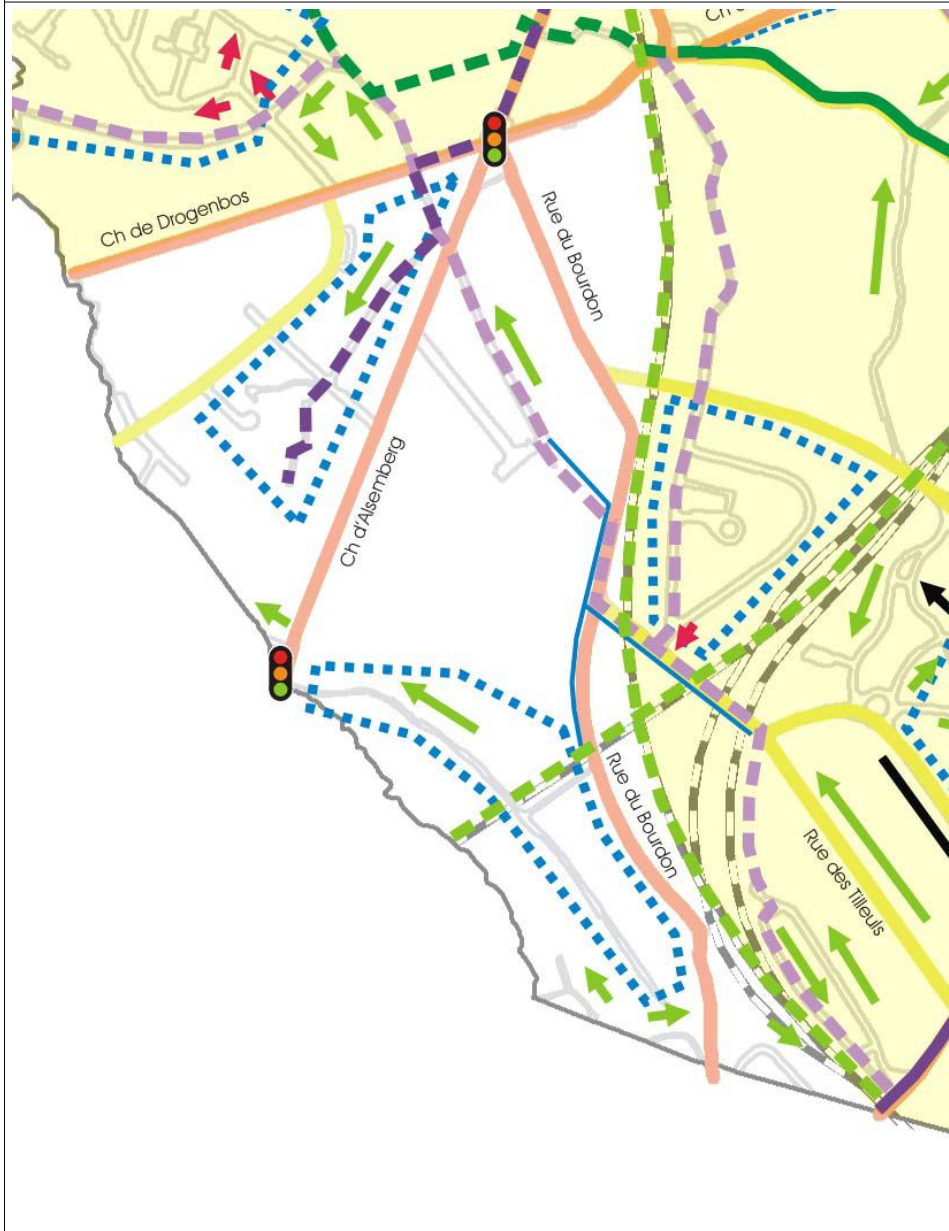 Ch de Drogenbos
Rue du Bourdon
Ch d'Alsemberg
Rue du Bourdon
Rue des Tilleuls